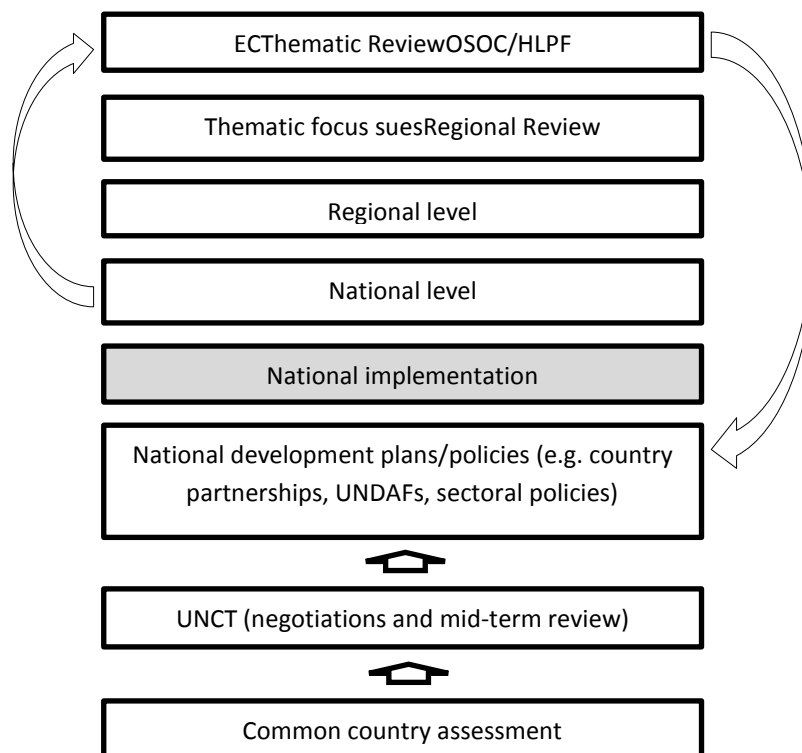 ECThematic ReviewOSOC/HLPF
Thematic focus suesRegional Review
Regional level
National level
National implementation
National development plans/policies (e.g. country
partnerships, UNDAFs, sectoral policies)
UNCT (negotiations and mid-term review)
Common country assessment